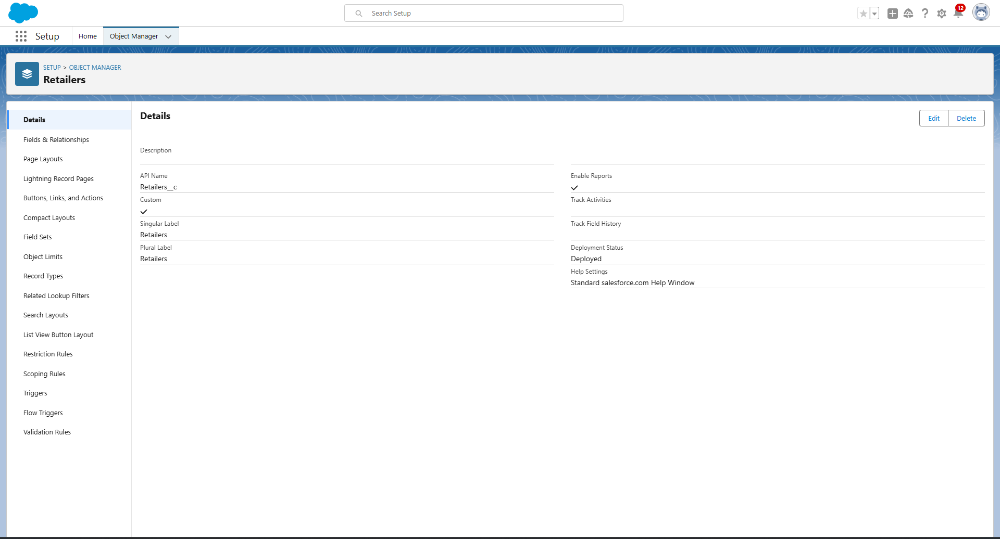 Search Setup
12
Setup
Home
Object Manager
SETUP > OBJECT MANAGER
Retailers
Details
Fields & Relationships
Page Layouts
Lightning Record Pages
Buttons, Links, and Actions
Compact Layouts
Field Sets
Object Limits
Record Types
Related Lookup Filters
Search Layouts
List View Button Layout
Restriction Rules
Scoping Rules
Triggers
Flow Triggers
Validation Rules
Details
Edit
Delete
Description
API Name
Retailers__c
Custom
Singular Label
Retailers
Plural Label
Retailers
Enable Reports
Track Activities
Track Field History
Deployment Status
Deployed
Help Settings
Standard salesforce.com Help Window